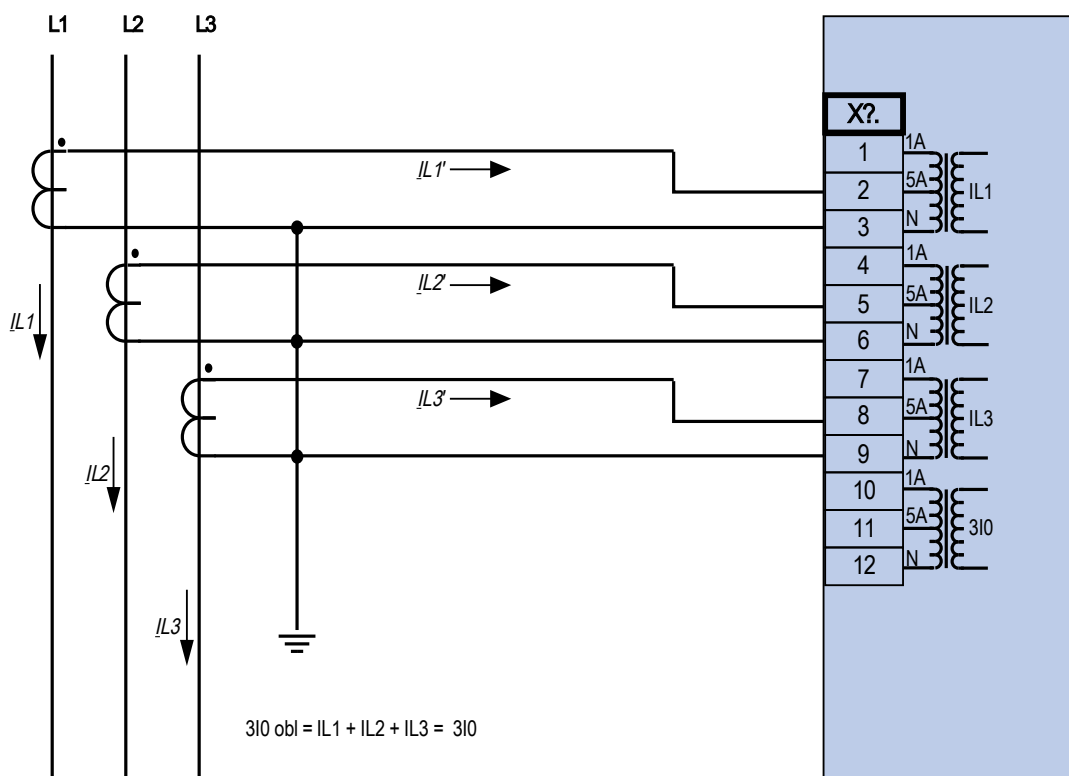 L1 L2 L3
X?.
1 1A
IL1'
2 5A IL1
3 N
4 1A
IL2'
5 5A IL2
IL1
6 N
7 1A
IL3'
8 5A IL3
9 N
IL2
10 1A
11 5A 3I0
12 N
IL3
3I0 obl = IL1 + IL2 + IL3 = 3I0